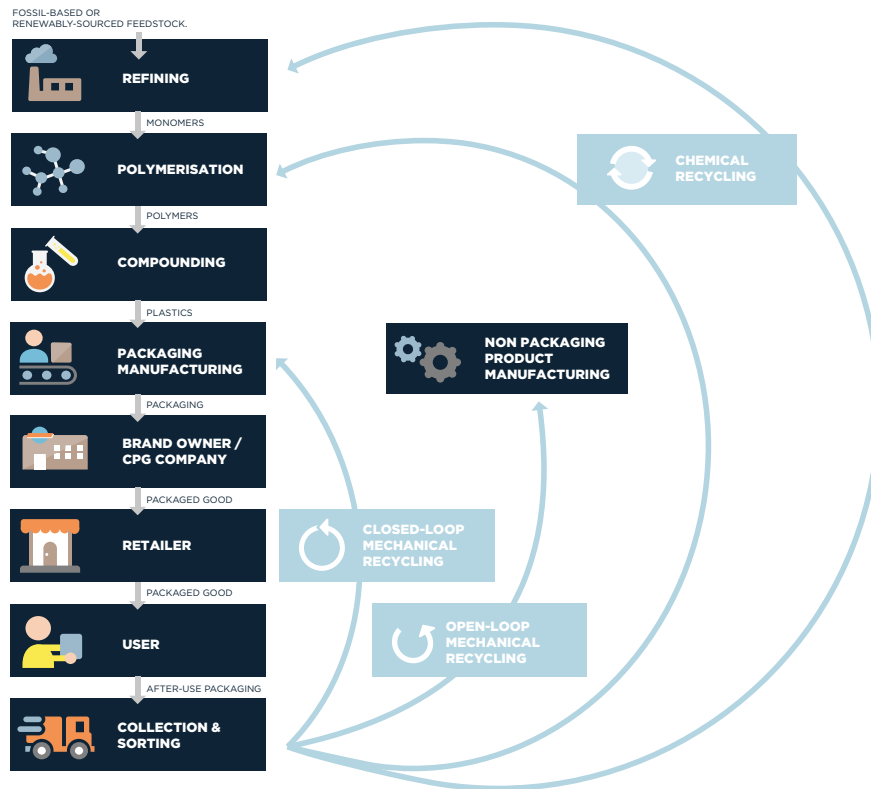 FOSSIL-BASED OR
RENEWABLY-SOURCED FEEDSTOCK.
REFINING
MONOMERS
POLYMERISATION
POLYMERS
COMPOUNDING
PLASTICS
PACKAGING
MANUFACTURING
PACKAGING
BRAND OWNER /
CPG COMPANY
PACKAGED GOOD
RETAILER
PACKAGED GOOD
USER
AFTER-USE PACKAGING
COLLECTION &
SORTING
CHEMICAL
RECYCLING
NON PACKAGING
PRODUCT
MANUFACTURING
CLOSED-LOOP
MECHANICAL
RECYCLING
OPEN-LOOP
MECHANICAL
RECYCLING